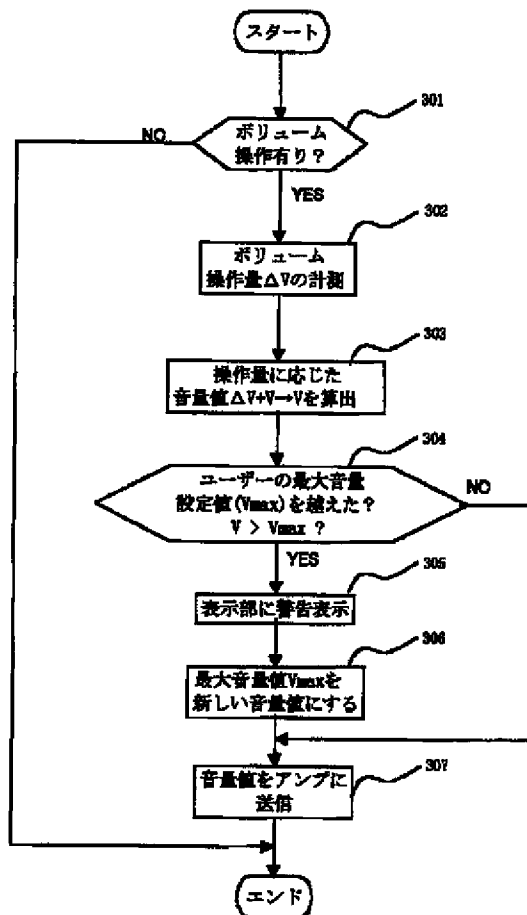 スタート
301
ボリューム
操作有り?
NO
YES
302
ボリューム
操作量△Vの計測
303
操作量に応じた
音量値△V+V→Vを算出
304
ユーザーの最大音量
設定値(Vmax)を越えた?
V > Vmax ?
NO
YES
305
表示部に警告表示
306
最大音量値Vmaxを
新しい音量値にする
307
音量値をアンプに
送信
エンド